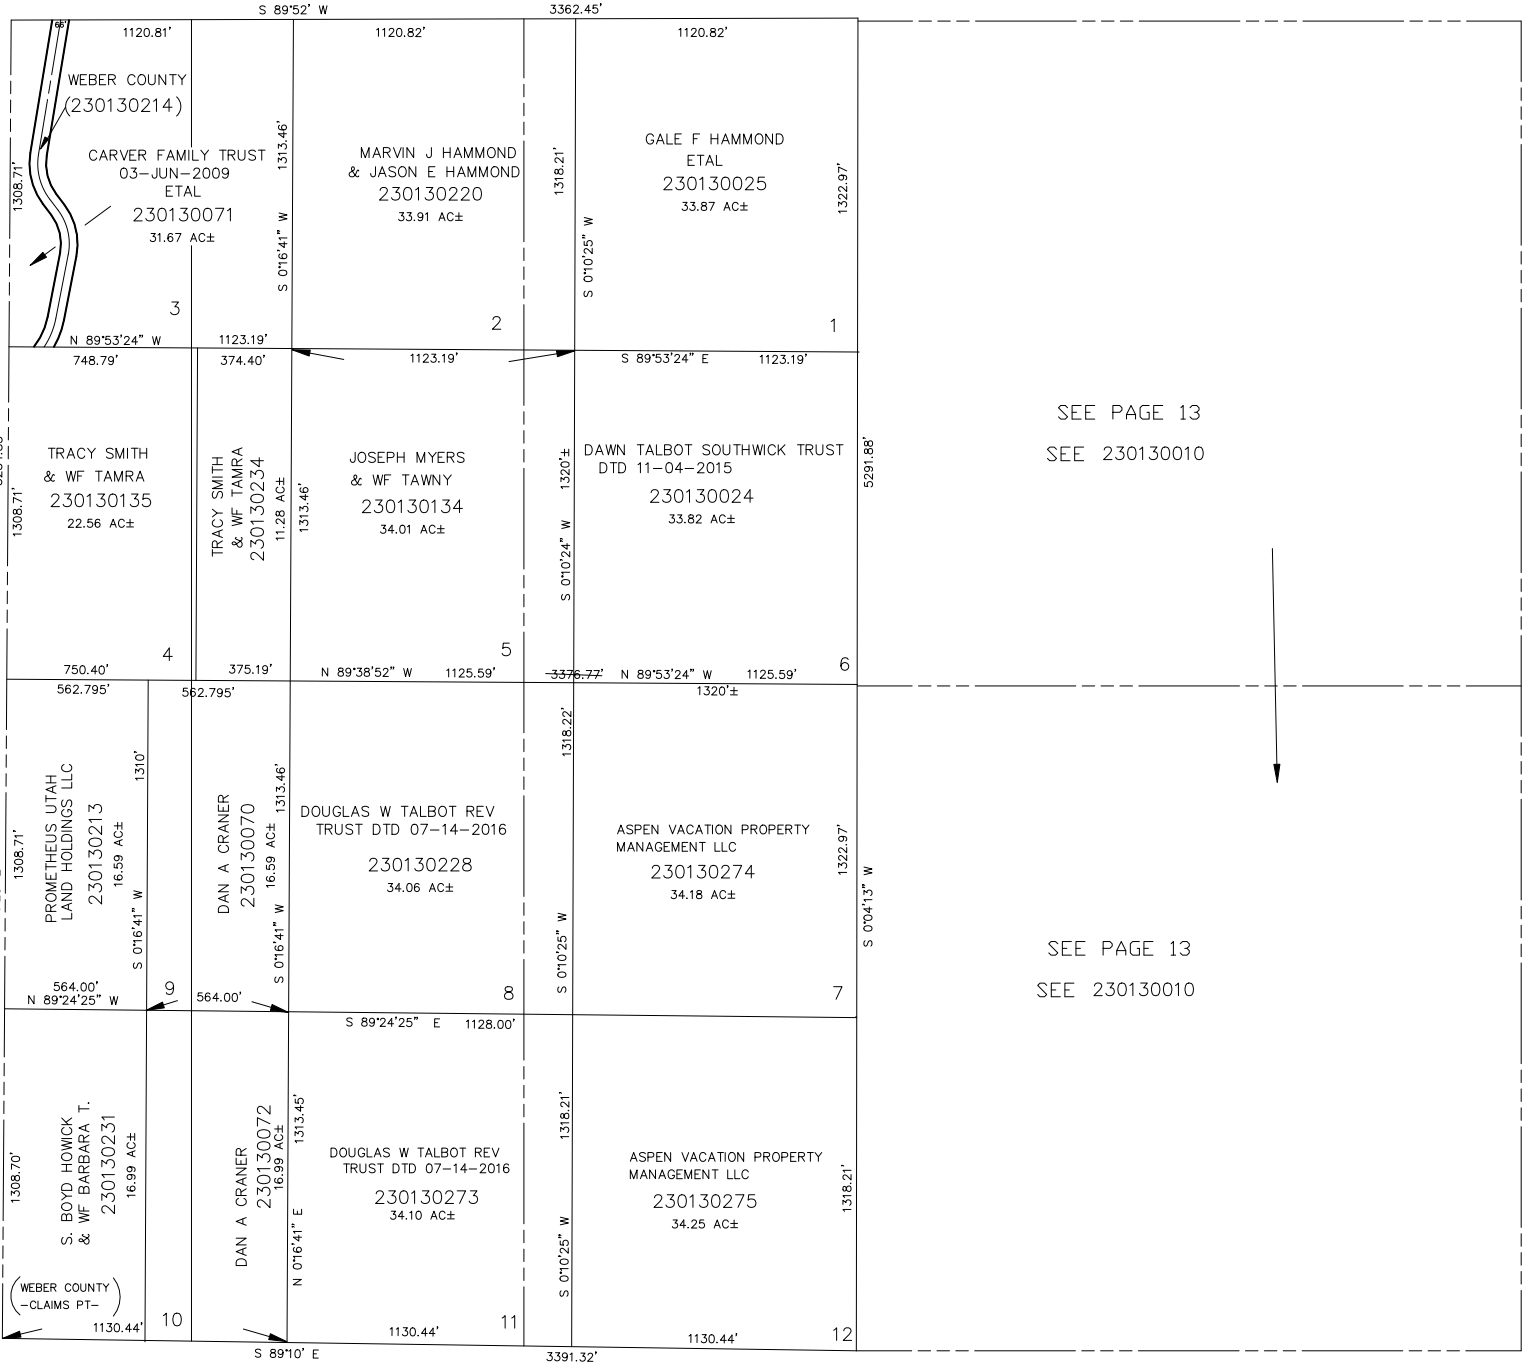 S 89°52' W
3362.45'
66'
1120.81'
1120.82'
1120.82'
WEBER COUNTY
(230130214)
CARVER FAMILY TRUST
03-JUN-2009
ETAL
230130071
31.67 AC±
1308.71'
1313.46'
S 0°16'41" W
3
N 89°53'24" W
1123.19'
MARVIN J HAMMOND
& JASON E HAMMOND
230130220
33.91 AC±
1318.21'
S 0°10'25" W
2
GALE F HAMMOND
ETAL
230130025
33.87 AC±
1322.97'
1
748.79'
374.40'
1123.19'
S 89°53'24" E
1123.19'
TRACY SMITH
& WF TAMRA
230130135
22.56 AC±
1308.71'
4
750.40'
TRACY SMITH
& WF TAMRA
230130234
11.28 AC±
1313.46'
375.19'
JOSEPH MYERS
& WF TAWNY
230130134
34.01 AC±
1320'±
S 0°10'24" W
5
N 89°38'52" W
1125.59'
DAWN TALBOT SOUTHWICK TRUST
DTD 11-04-2015
230130024
33.82 AC±
5291.88'
6
3376.77'
N 89°53'24" W
1125.59'
1320'±
SEE PAGE 13
SEE 230130010
562.795'
562.795'
PROMETHEUS UTAH
LAND HOLDINGS LLC
230130213
16.59 AC±
1308.71'
1310'
S 0°16'41" W
564.00'
N 89°24'25" W
9
DAN A CRANER
230130070
16.59 AC±
1313.46'
S 0°16'41" W
564.00'
DOUGLAS W TALBOT REV
TRUST DTD 07-14-2016
230130228
34.06 AC±
1318.22'
S 0°10'25" W
8
S 89°24'25" E
1128.00'
ASPEN VACATION PROPERTY
MANAGEMENT LLC
230130274
34.18 AC±
1322.97'
S 0°04'13" W
7
SEE PAGE 13
SEE 230130010
S. BOYD HOWICK
& WF BARBARA T.
230130231
16.99 AC±
1308.70'
(WEBER COUNTY
-CLAIMS PT-)
1130.44'
10
DAN A CRANER
230130072
16.99 AC±
1313.45'
N 0°16'41" E
DOUGLAS W TALBOT REV
TRUST DTD 07-14-2016
230130273
34.10 AC±
1318.21'
S 0°10'25" W
11
1130.44'
ASPEN VACATION PROPERTY
MANAGEMENT LLC
230130275
34.25 AC±
1318.21'
12
1130.44'
S 89°10' E
3391.32'